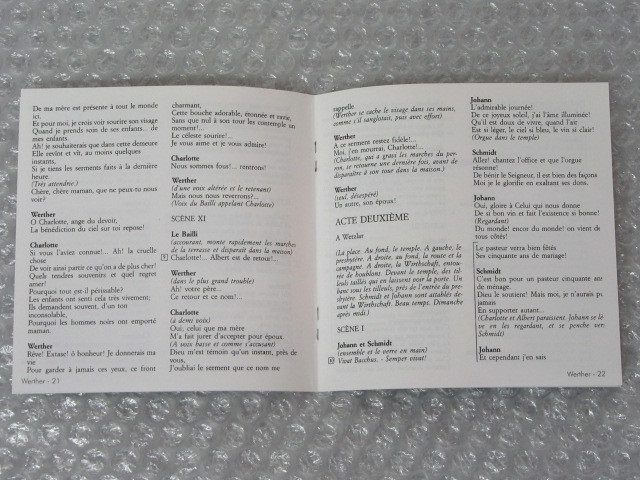 De ma mère est présente à tout le monde
ici.
Et pour moi, je crois voir sourire son visage
Quand je prends soin de ses enfants... de
mes enfants.
Ah! je souhaiterais que dans cette demeure
Elle revînt et vît, au moins quelques
instants,
Si je tiens les serments faits à la dernière
heure.
(Très attendrie.)
Chère, chère maman, que ne peux-tu nous
voir?
Werther
O Charlotte, ange du devoir,
La bénédiction du ciel sur toi repose!
Charlotte
Si vous l'aviez connue!... Ah! la cruelle
chose
De voir ainsi partir ce qu'on a de plus cher!
Quels tendres souvenirs et quel regret
amer!
Pourquoi tout est-il périssable?
Les enfants ont senti cela très vivement;
Ils demandent souvent, d'un ton
inconsolable,
Pourquoi les hommes noirs ont emporté
maman.
Werther
Rêve! Extase! ô bonheur! Je donnerais ma
vie
Pour garder à jamais ces yeux, ce front
charmant,
Cette bouche adorable, étonnée et ravie,
Sans que nul à son tour les contemple un
moment!...
Le céleste sourire!...
Je vous aime et je vous admire!
Charlotte
Nous sommes fous!... rentrons!
Werther
(d'une voix altérée et le retenant)
Mais nous nous reverrons?...
(Voix du Bailli appelant Charlotte)
SCÈNE XI
Le Bailli
(accourant, monte rapidement les marches
de la terrasse et disparaît dans la maison)
Charlotte!... Albert est de retour!...
Werther
(dans le plus grand trouble)
Ah! votre père...
Ce retour et ce nom!...
Charlotte
(à demi voix)
Oui, celui que ma mère
M'a fait jurer d'accepter pour époux.
(A voix basse et comme s'accusant)
Dieu m'est témoin qu'un instant, près de
vous,
J'oubliai le serment que ce nom me
Werther - 21
rappelle.
(Werther se cache le visage dans ses mains,
comme s'il sanglotait, puis avec effort)
Werther
A ce serment restez fidèle!...
Moi, j'en mourrai, Charlotte!...
(Charlotte, qui a gravi les marches du per-
ron, se retourne une dernière fois, avant de
disparaître à son tour dans la maison.)
Werther
(seul, désespéré)
Un autre, son époux!
ACTE DEUXIÈME
A Wetzlar
(La place. Au fond, le temple. A gauche, le
presbytère. A droite, au fond, la route et la
campagne. A droite, la Wirthschaft, entou-
rée de houblons. Devant le temple, des til-
leuls taillés qui en laissent voir la porte. Un
banc sous les tilleuls, près de l'entrée du pres-
bytère. Schmidt et Johann sont attablés de-
vant la Wirthschaft. Beau temps. Dimanche
après midi.)
SCÈNE I
Johann et Schmidt
(ensemble et le verre en main)
Vivat Bacchus. - Semper vivat!
Johann
L'admirable journée!
De ce joyeux soleil, j'ai l'âme illuminée!
Qu'il est doux de vivre, quand l'air
Est si léger, le ciel si bleu, le vin si clair!
(Orgue dans le temple)
Schmidt
Allez! chantez l'office et que l'orgue
résonne!
De bénir le Seigneur, il est bien des façons
Moi je le glorifie en exaltant ses dons.
Johann
Oui, gloire à Celui qui nous donne
De si bon vin et fait l'existence si bonne!
(Regardant)
Du monde! encor du monde! on vient de
tous côtés!
Le pasteur verra bien fêtés
Ses cinquante ans de mariage!
Schmidt
C'est bon pour un pasteur cinquante ans
de ménage.
Dieu le soutient! Mais moi, je n'aurais pu
jamais
En supporter autant...
(Charlotte et Albert paraissent. Johann se lè-
ve en les regardant, et se penche vers
Schmidt)
Johann
Et cependant j'en sais
Werther - 22